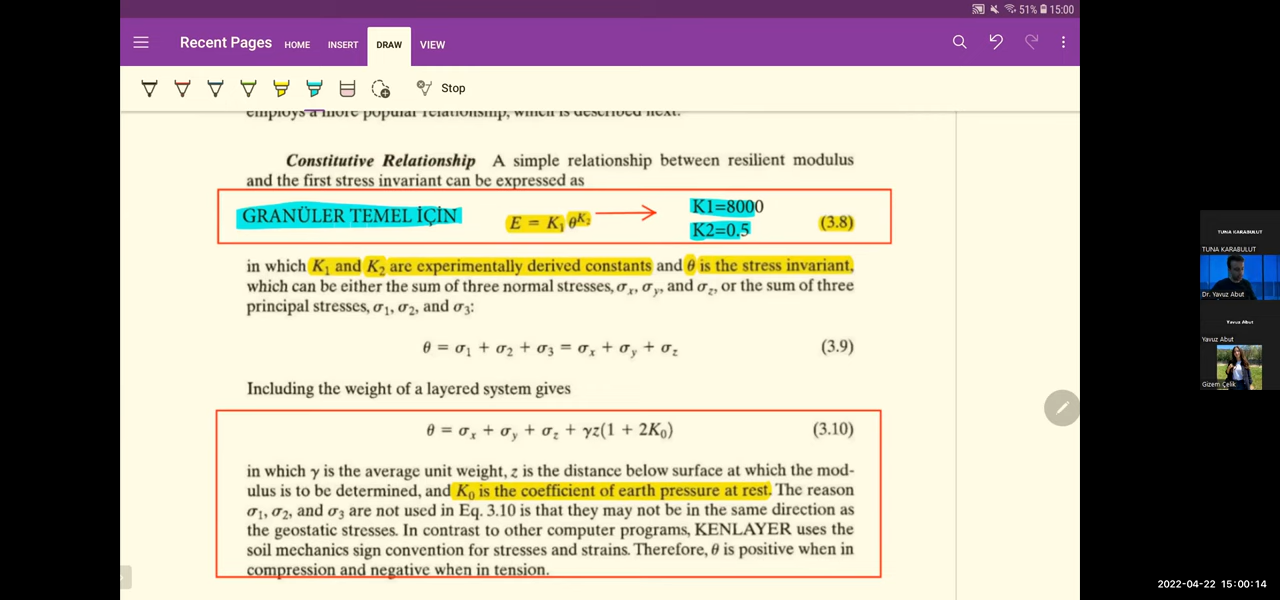 51% 15:00
Recent Pages HOME INSERT DRAW VIEW
Stop
employs a more popular relationship, which is described next.
Constitutive Relationship A simple relationship between resilient modulus
and the first stress invariant can be expressed as
GRANÜLER TEMEL İÇİN E = K₁θ^K₂ K1=8000 (3.8)
K2=0.5
in which K₁ and K₂ are experimentally derived constants and θ is the stress invariant,
which can be either the sum of three normal stresses, σₓ, σᵧ, and σ_z, or the sum of three
principal stresses, σ₁, σ₂, and σ₃:
θ = σ₁ + σ₂ + σ₃ = σₓ + σᵧ + σ_z (3.9)
Including the weight of a layered system gives
θ = σₓ + σᵧ + σ_z + γz(1 + 2K₀) (3.10)
in which γ is the average unit weight, z is the distance below surface at which the mod-
ulus is to be determined, and K₀ is the coefficient of earth pressure at rest. The reason
σ₁, σ₂, and σ₃ are not used in Eq. 3.10 is that they may not be in the same direction as
the geostatic stresses. In contrast to other computer programs, KENLAYER uses the
soil mechanics sign convention for stresses and strains. Therefore, θ is positive when in
compression and negative when in tension.
TUNA KARABULUT
TUNA KARABULUT
Dr. Yavuz Abut
Yavuz Abut
Yavuz Abut
Gizem Çelik
2022-04-22 15:00:14